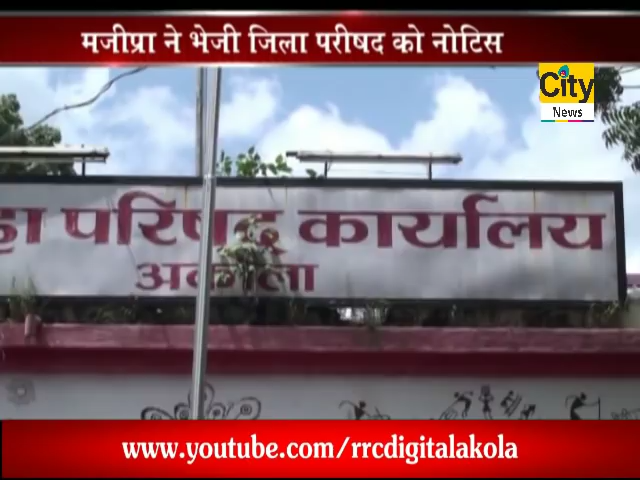 मजीप्रा ने भेजी जिला परीषद को नोटिस
City
News
परिषद कार्यालय
अकोला
www.youtube.com/rrcdigitalakola